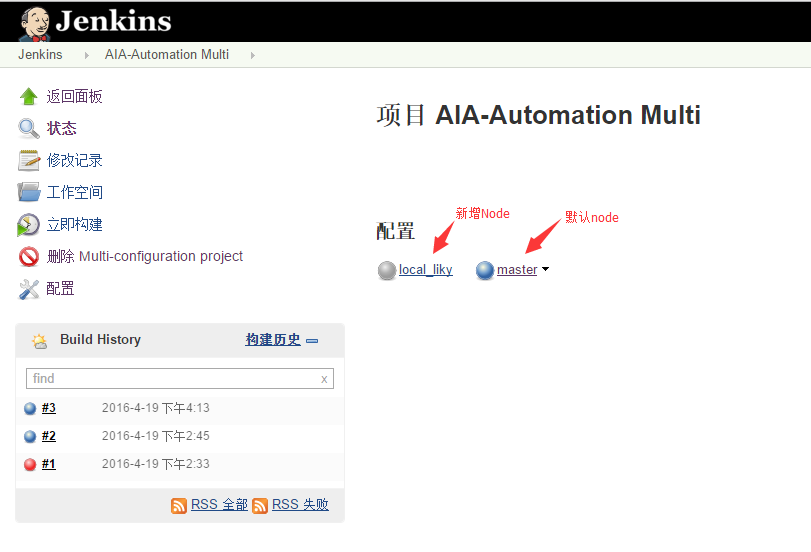 Jenkins
Jenkins AIA-Automation Multi
返回面板
状态
修改记录
工作空间
立即构建
删除 Multi-configuration project
配置
项目 AIA-Automation Multi
新增Node
默认node
配置
local_liky master
Build History 构建历史
find x
#3 2016-4-19 下午4:13
#2 2016-4-19 下午2:45
#1 2016-4-19 下午2:33
RSS 全部 RSS 失败